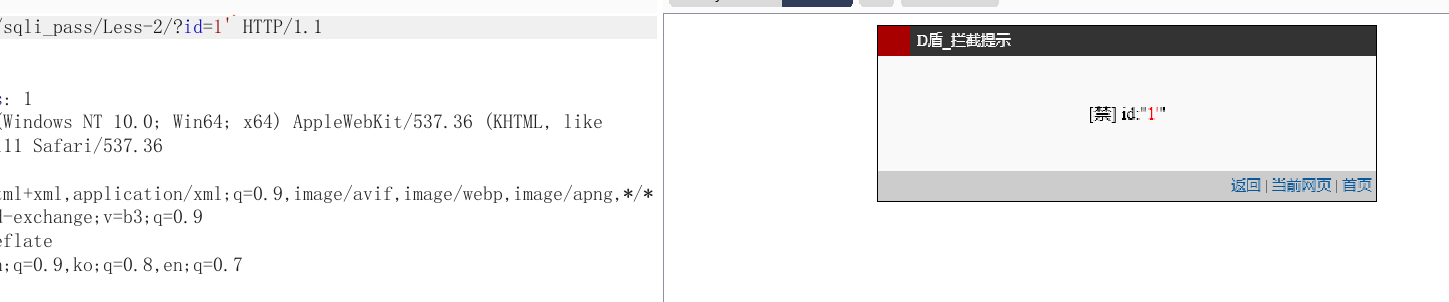 /sqli_pass/Less-2/?id=1' HTTP/1.1
: 1
(Windows NT 10.0; Win64; x64) AppleWebKit/537.36 (KHTML, like
Safari/537.36
xml,application/xml;q=0.9,image/avif,image/webp,image/apng,*/*
-exchange;v=b3;q=0.9
eflate
;q=0.9,ko;q=0.8,en;q=0.7
D盾_拦截提示
[禁] id:"1'"
返回 | 当前网页 | 首页